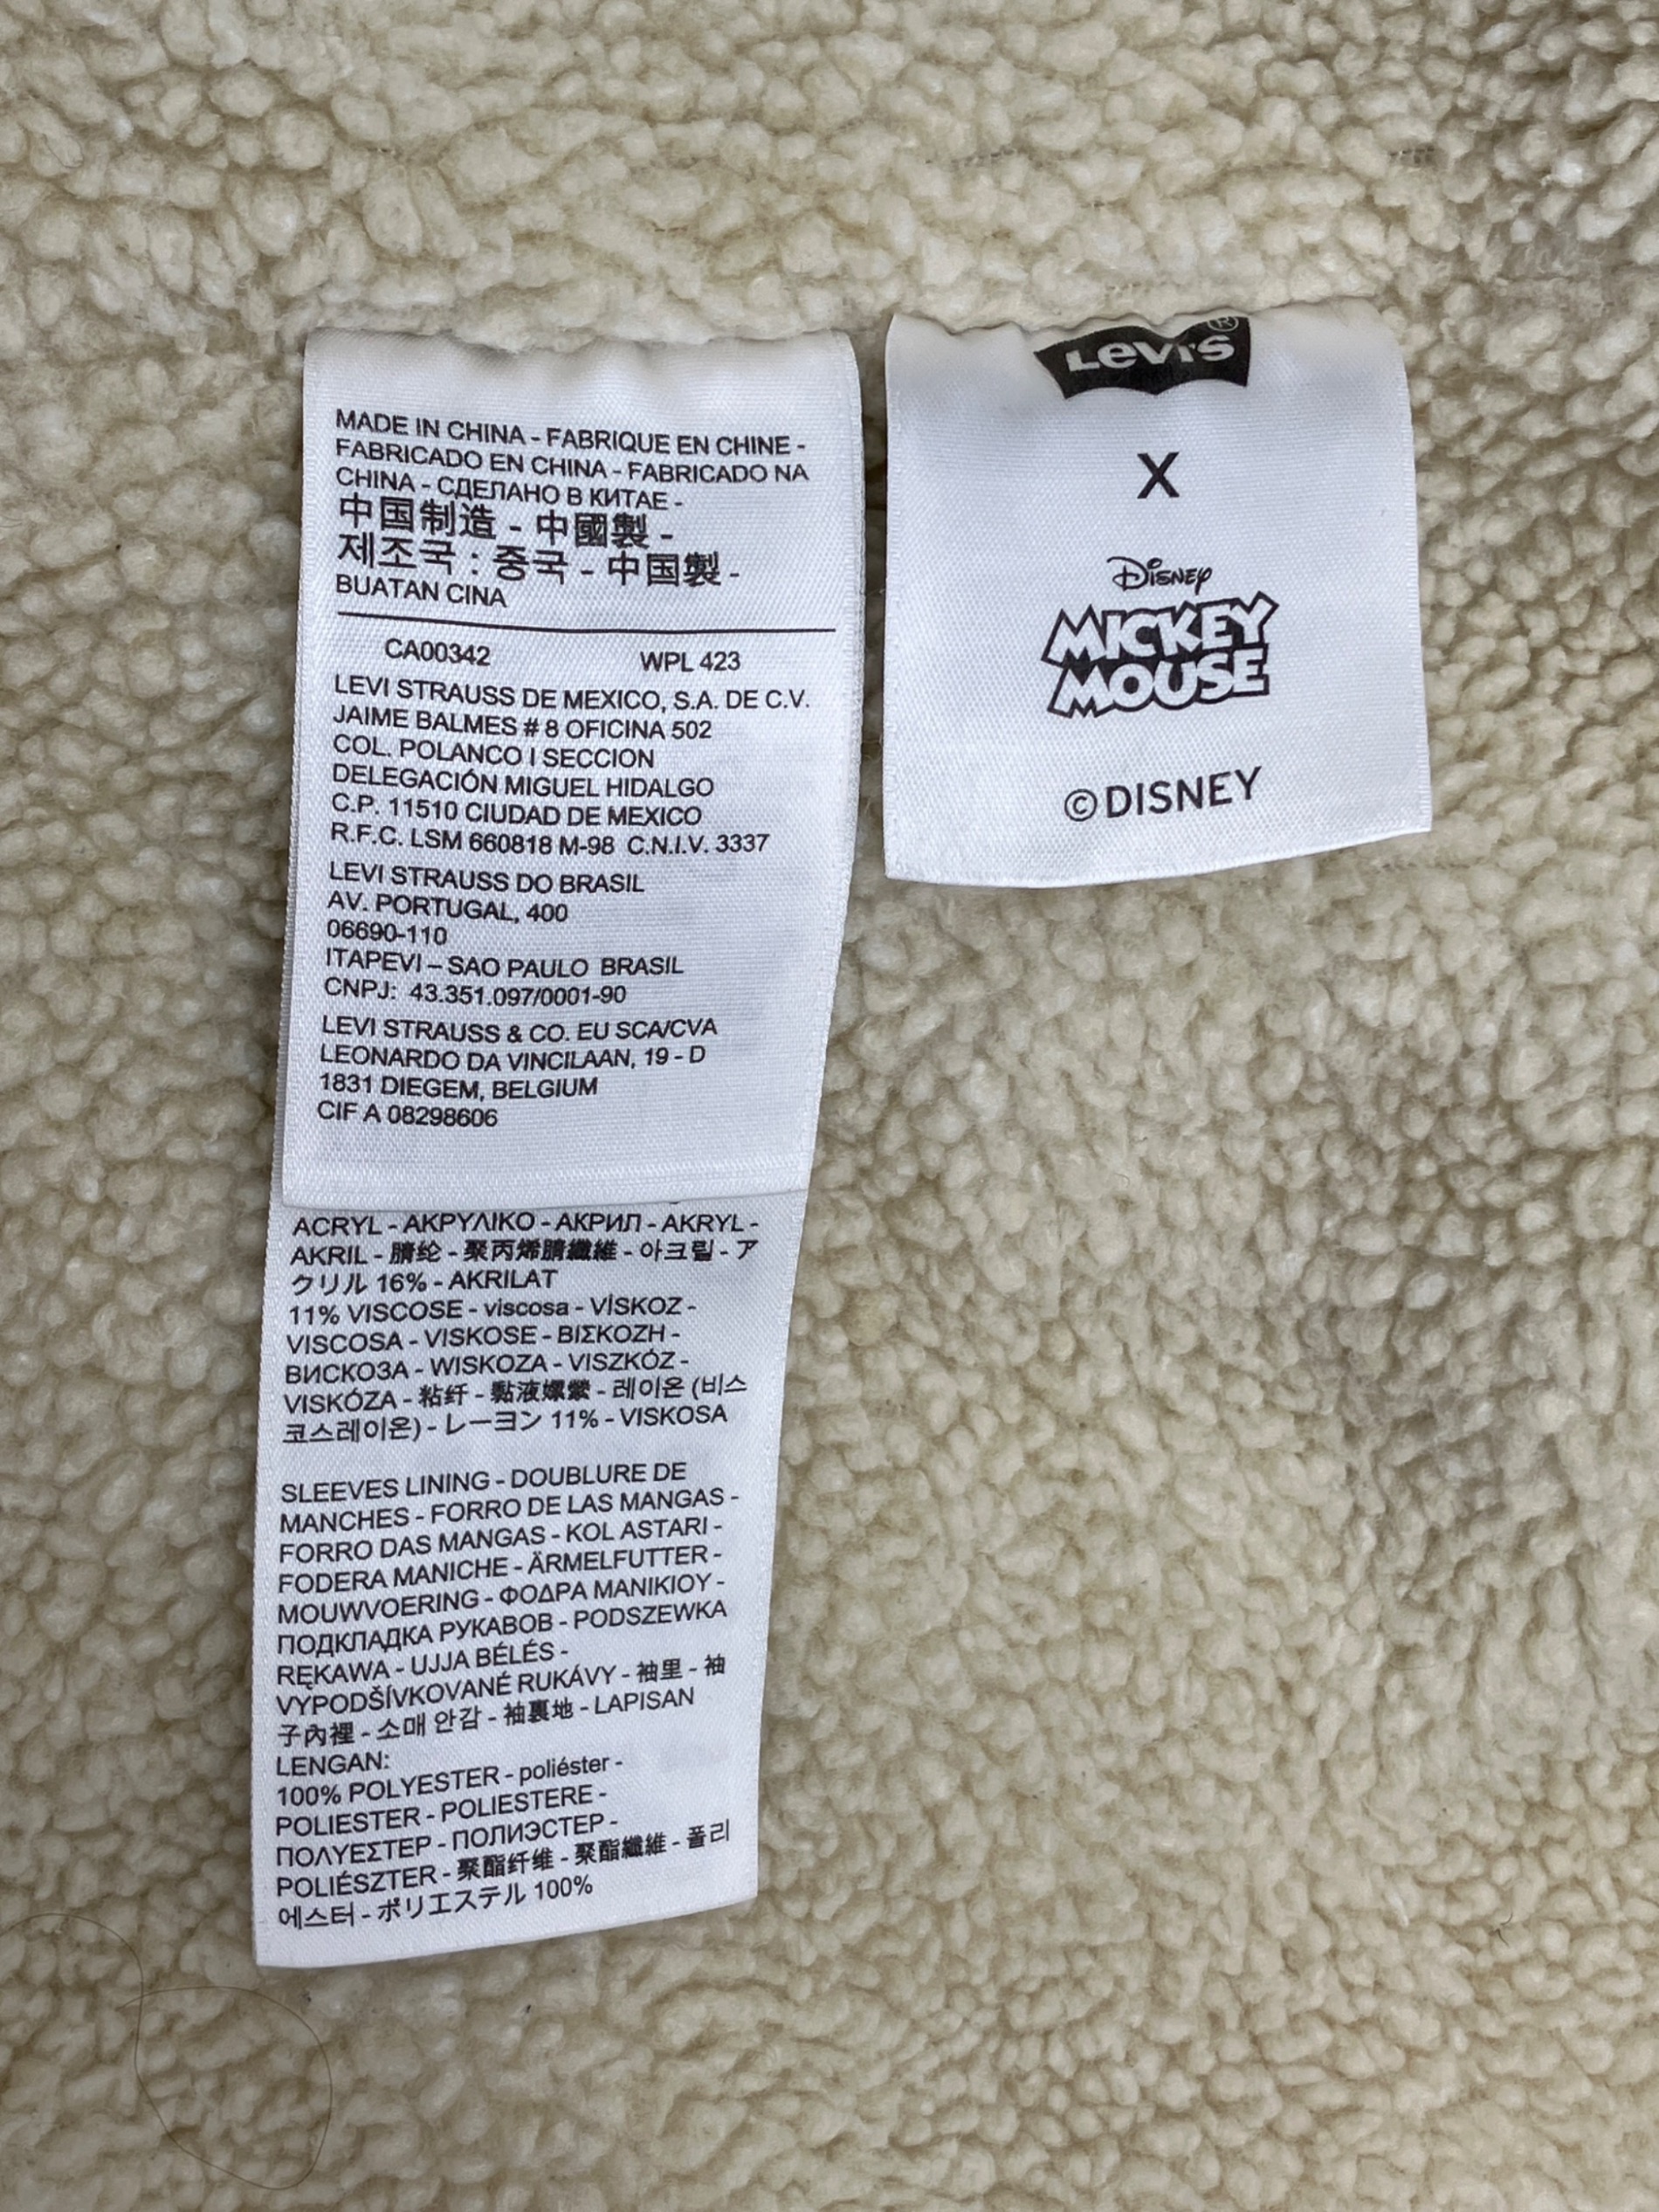 MADE IN CHINA - FABRIQUE EN CHINE -
FABRICADO EN CHINA - FABRICADO NA
CHINA - СДЕЛАНО В КИТАЕ -
中国制造 - 中國製 -
제조국 : 중국 - 中国製 -
BUATAN CINA
CA00342 WPL 423
LEVI STRAUSS DE MEXICO, S.A. DE C.V.
JAIME BALMES # 8 OFICINA 502
COL. POLANCO I SECCION
DELEGACIÓN MIGUEL HIDALGO
C.P. 11510 CIUDAD DE MEXICO
R.F.C. LSM 660818 M-98 C.N.I.V. 3337
LEVI STRAUSS DO BRASIL
AV. PORTUGAL, 400
06690-110
ITAPEVI – SAO PAULO BRASIL
CNPJ: 43.351.097/0001-90
LEVI STRAUSS & CO. EU SCA/CVA
LEONARDO DA VINCILAAN, 19 - D
1831 DIEGEM, BELGIUM
CIF A 08298606
ACRYL - ΑΚΡΥΛΙΚΟ - АКРИЛ - AKRYL -
AKRIL - 腈纶 - 聚丙烯腈纖維 - 아크릴 - ア
クリル 16% - AKRILAT
11% VISCOSE - viscosa - VİSKOZ -
VISCOSA - VISKOSE - ΒΙΣΚΟΖΗ -
ВИСКОЗА - WISKOZA - VISZKÓZ -
VISKÓZA - 粘纤 - 黏液嫘縈 - 레이온 (비스
코스레이온) - レーヨン 11% - VISKOSA
SLEEVES LINING - DOUBLURE DE
MANCHES - FORRO DE LAS MANGAS -
FORRO DAS MANGAS - KOL ASTARI -
FODERA MANICHE - ÄRMELFUTTER -
MOUWVOERING - ΦΟΔΡΑ ΜΑΝΙΚΙΟΥ -
ПОДКЛАДКА РУКАВОВ - PODSZEWKA
RĘKAWA - UJJA BÉLÉS -
VYPODŠÍVKOVANÉ RUKÁVY - 袖里 - 袖
子內裡 - 소매 안감 - 袖裏地 - LAPISAN
LENGAN:
100% POLYESTER - poliéster -
POLIESTER - POLIESTERE -
ΠΟΛΥΕΣΤΕΡ - ПОЛИЭСТЕР -
POLIÉSZTER - 聚酯纤维 - 聚酯纖維 - 폴리
에스터 - ポリエステル 100%
Levi's ®
X
Disney
MICKEY
MOUSE
©DISNEY